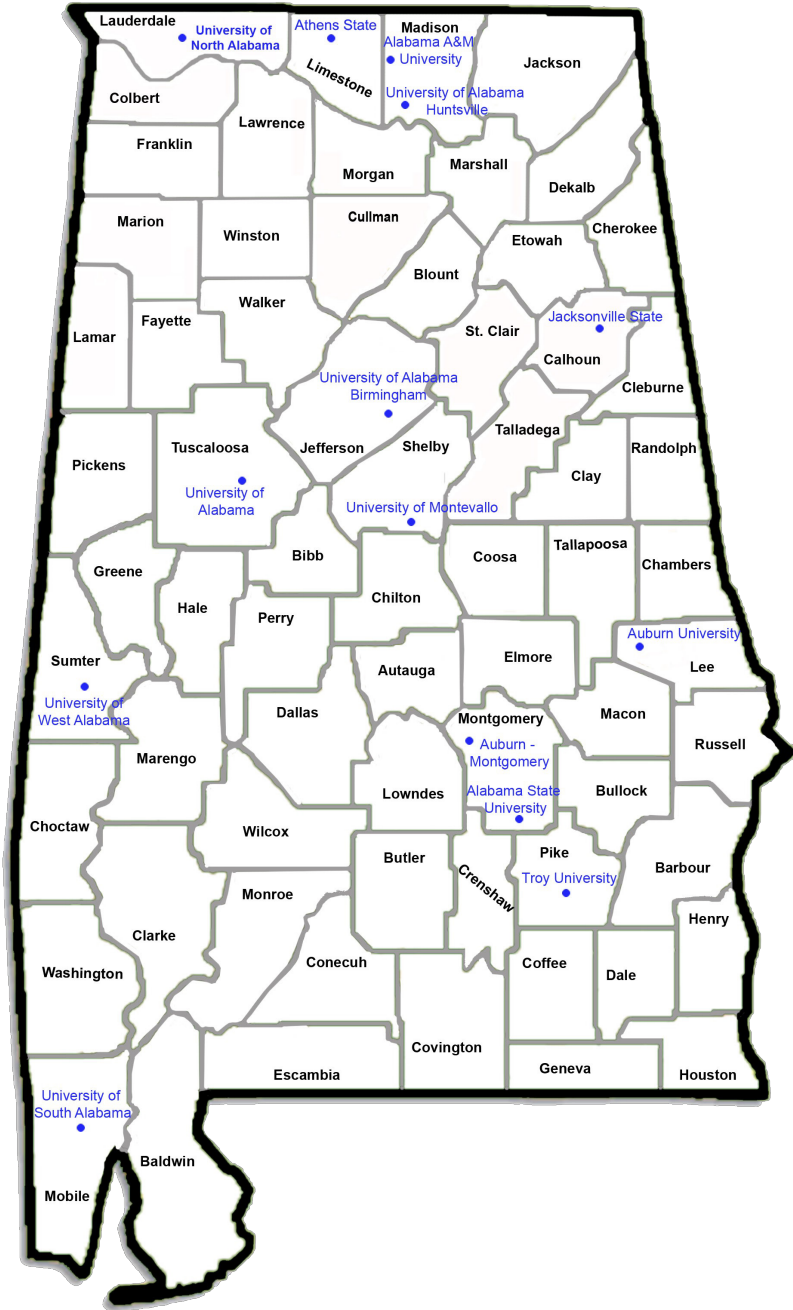 Lauderdale
University of
North Alabama
Athens State
Limestone
Madison
Alabama A&M
University
University of Alabama
Huntsville
Jackson
Colbert
Lawrence
Franklin
Morgan
Marshall
Dekalb
Marion
Winston
Cullman
Etowah
Cherokee
Blount
Walker
Fayette
Lamar
St. Clair
Jacksonville State
Calhoun
Cleburne
University of Alabama
Birmingham
Jefferson
Shelby
Talladega
Tuscaloosa
University of
Alabama
Pickens
Clay
Randolph
University of Montevallo
Bibb
Coosa
Tallapoosa
Chambers
Greene
Hale
Perry
Chilton
Auburn University
Lee
Sumter
University of
West Alabama
Autauga
Elmore
Dallas
Montgomery
Auburn -
Montgomery
Alabama State
University
Macon
Russell
Marengo
Lowndes
Bullock
Choctaw
Wilcox
Butler
Crenshaw
Pike
Troy University
Barbour
Monroe
Henry
Clarke
Conecuh
Coffee
Dale
Washington
Covington
Geneva
Houston
Escambia
University of
South Alabama
Baldwin
Mobile